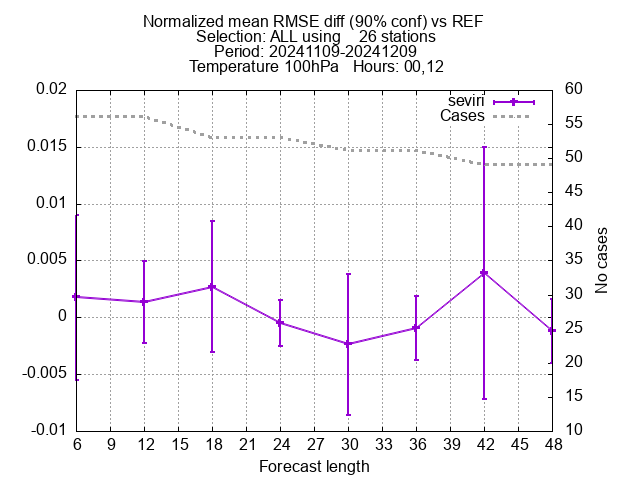 Normalized mean RMSE diff (90% conf) vs REF
Selection: ALL using    26 stations
Period: 20241109-20241209
Temperature 100hPa   Hours: 00,12
0.02
0.015
0.01
0.005
0
-0.005
-0.01
60
55
50
45
40
35
30
25
20
15
10
seviri
Cases
No cases
6 9 12 15 18 21 24 27 30 33 36 39 42 45 48
Forecast length